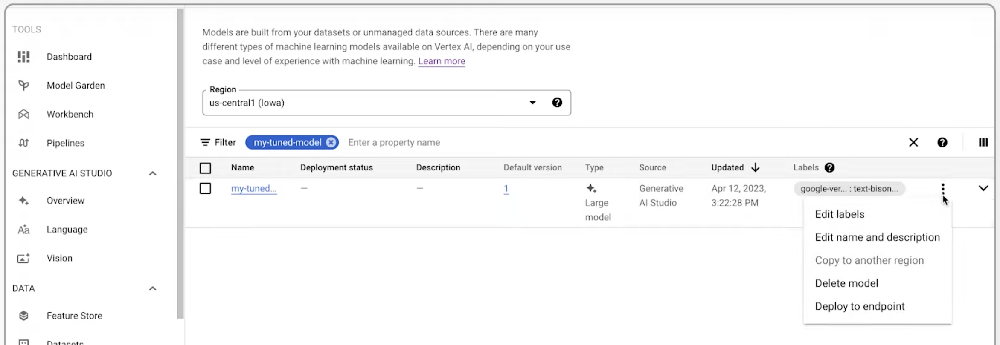 TOOLS
Dashboard
Model Garden
Workbench
Pipelines
GENERATIVE AI STUDIO
Overview
Language
Vision
DATA
Feature Store
Datasets
Models are built from your datasets or unmanaged data sources. There are many
different types of machine learning models available on Vertex AI, depending on your use
case and level of experience with machine learning. Learn more
Region
us-central1 (Iowa)
Filter my-tuned-model Enter a property name
Name Deployment status Description Default version Type Source Updated Labels
my-tuned... — — 1 Large model Generative AI Studio Apr 12, 2023, 3:22:28 PM google-ver... : text-bison...
Edit labels
Edit name and description
Copy to another region
Delete model
Deploy to endpoint